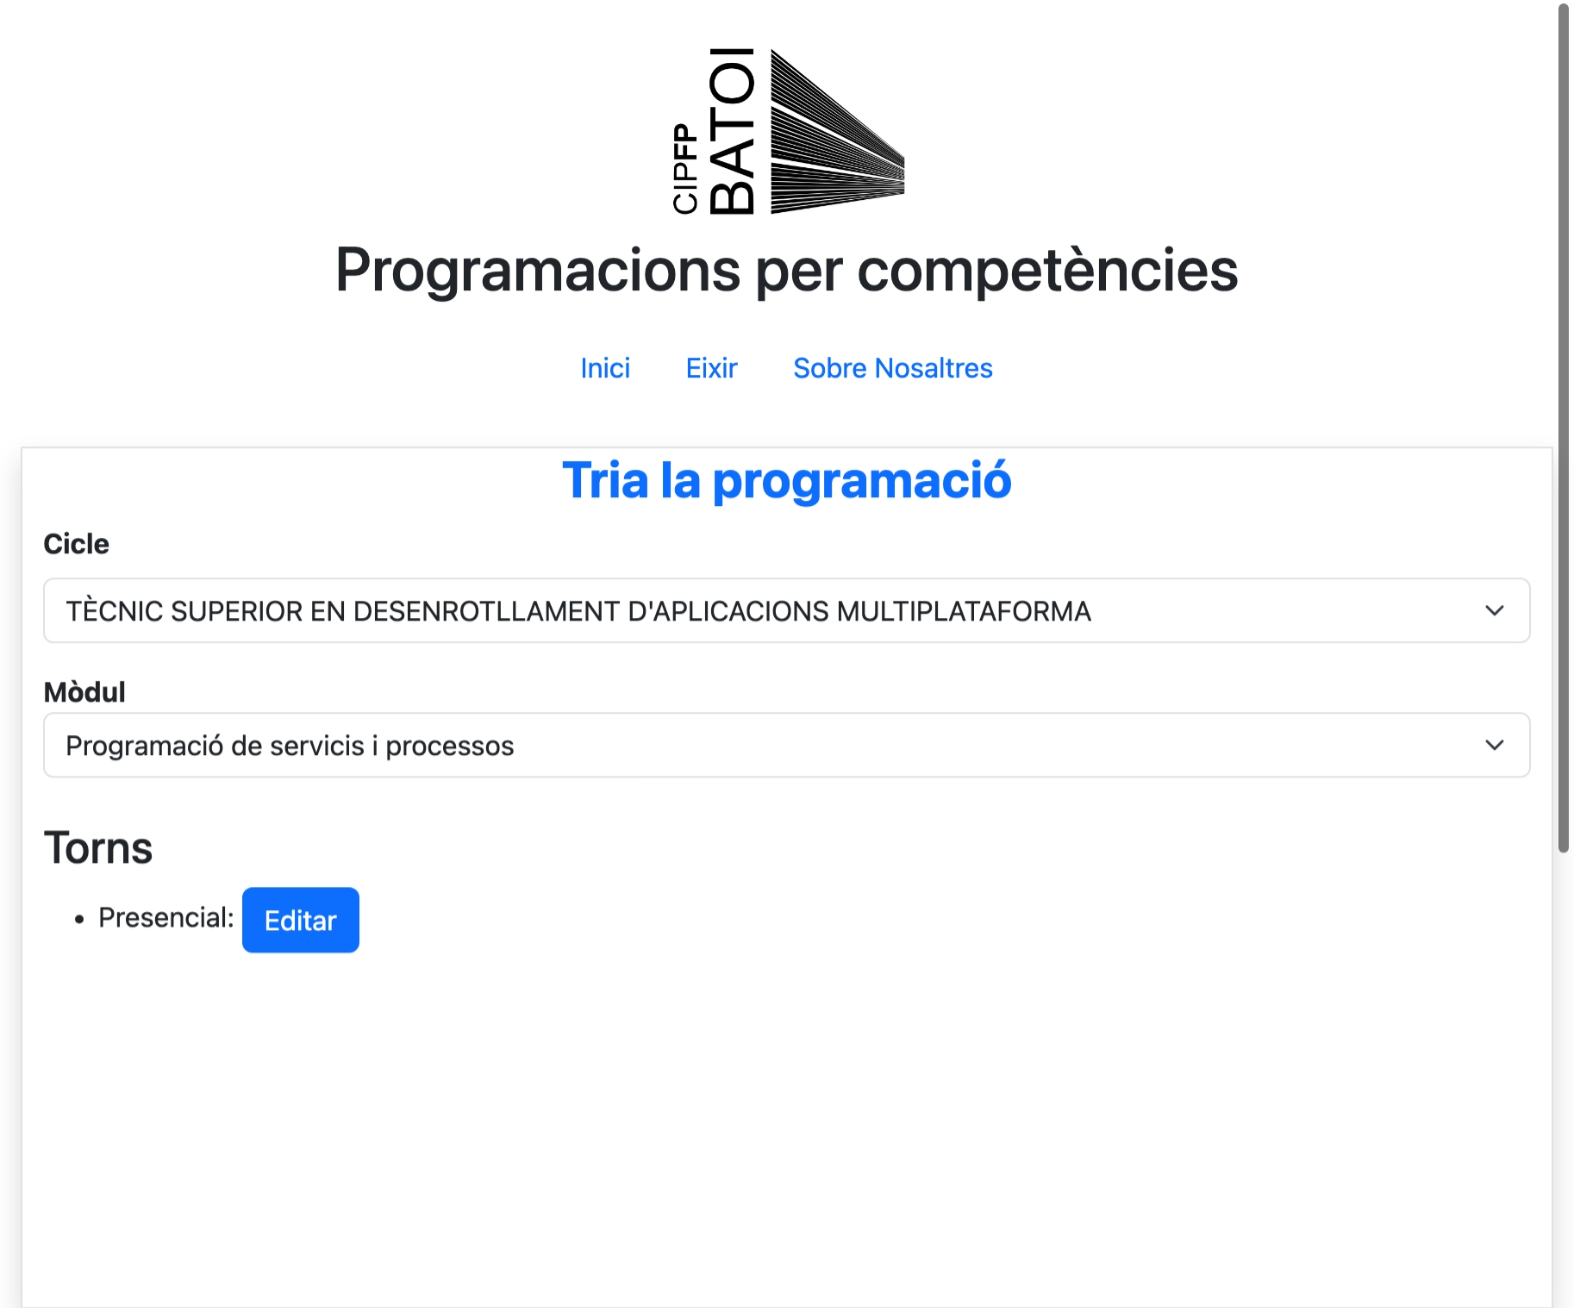 CIPFP
BATOI
Programacions per competències
Inici Eixir Sobre Nosaltres
Tria la programació
Cicle
TÈCNIC SUPERIOR EN DESENROTLLAMENT D'APLICACIONS MULTIPLATAFORMA
Mòdul
Programació de servicis i processos
Torns
• Presencial: Editar